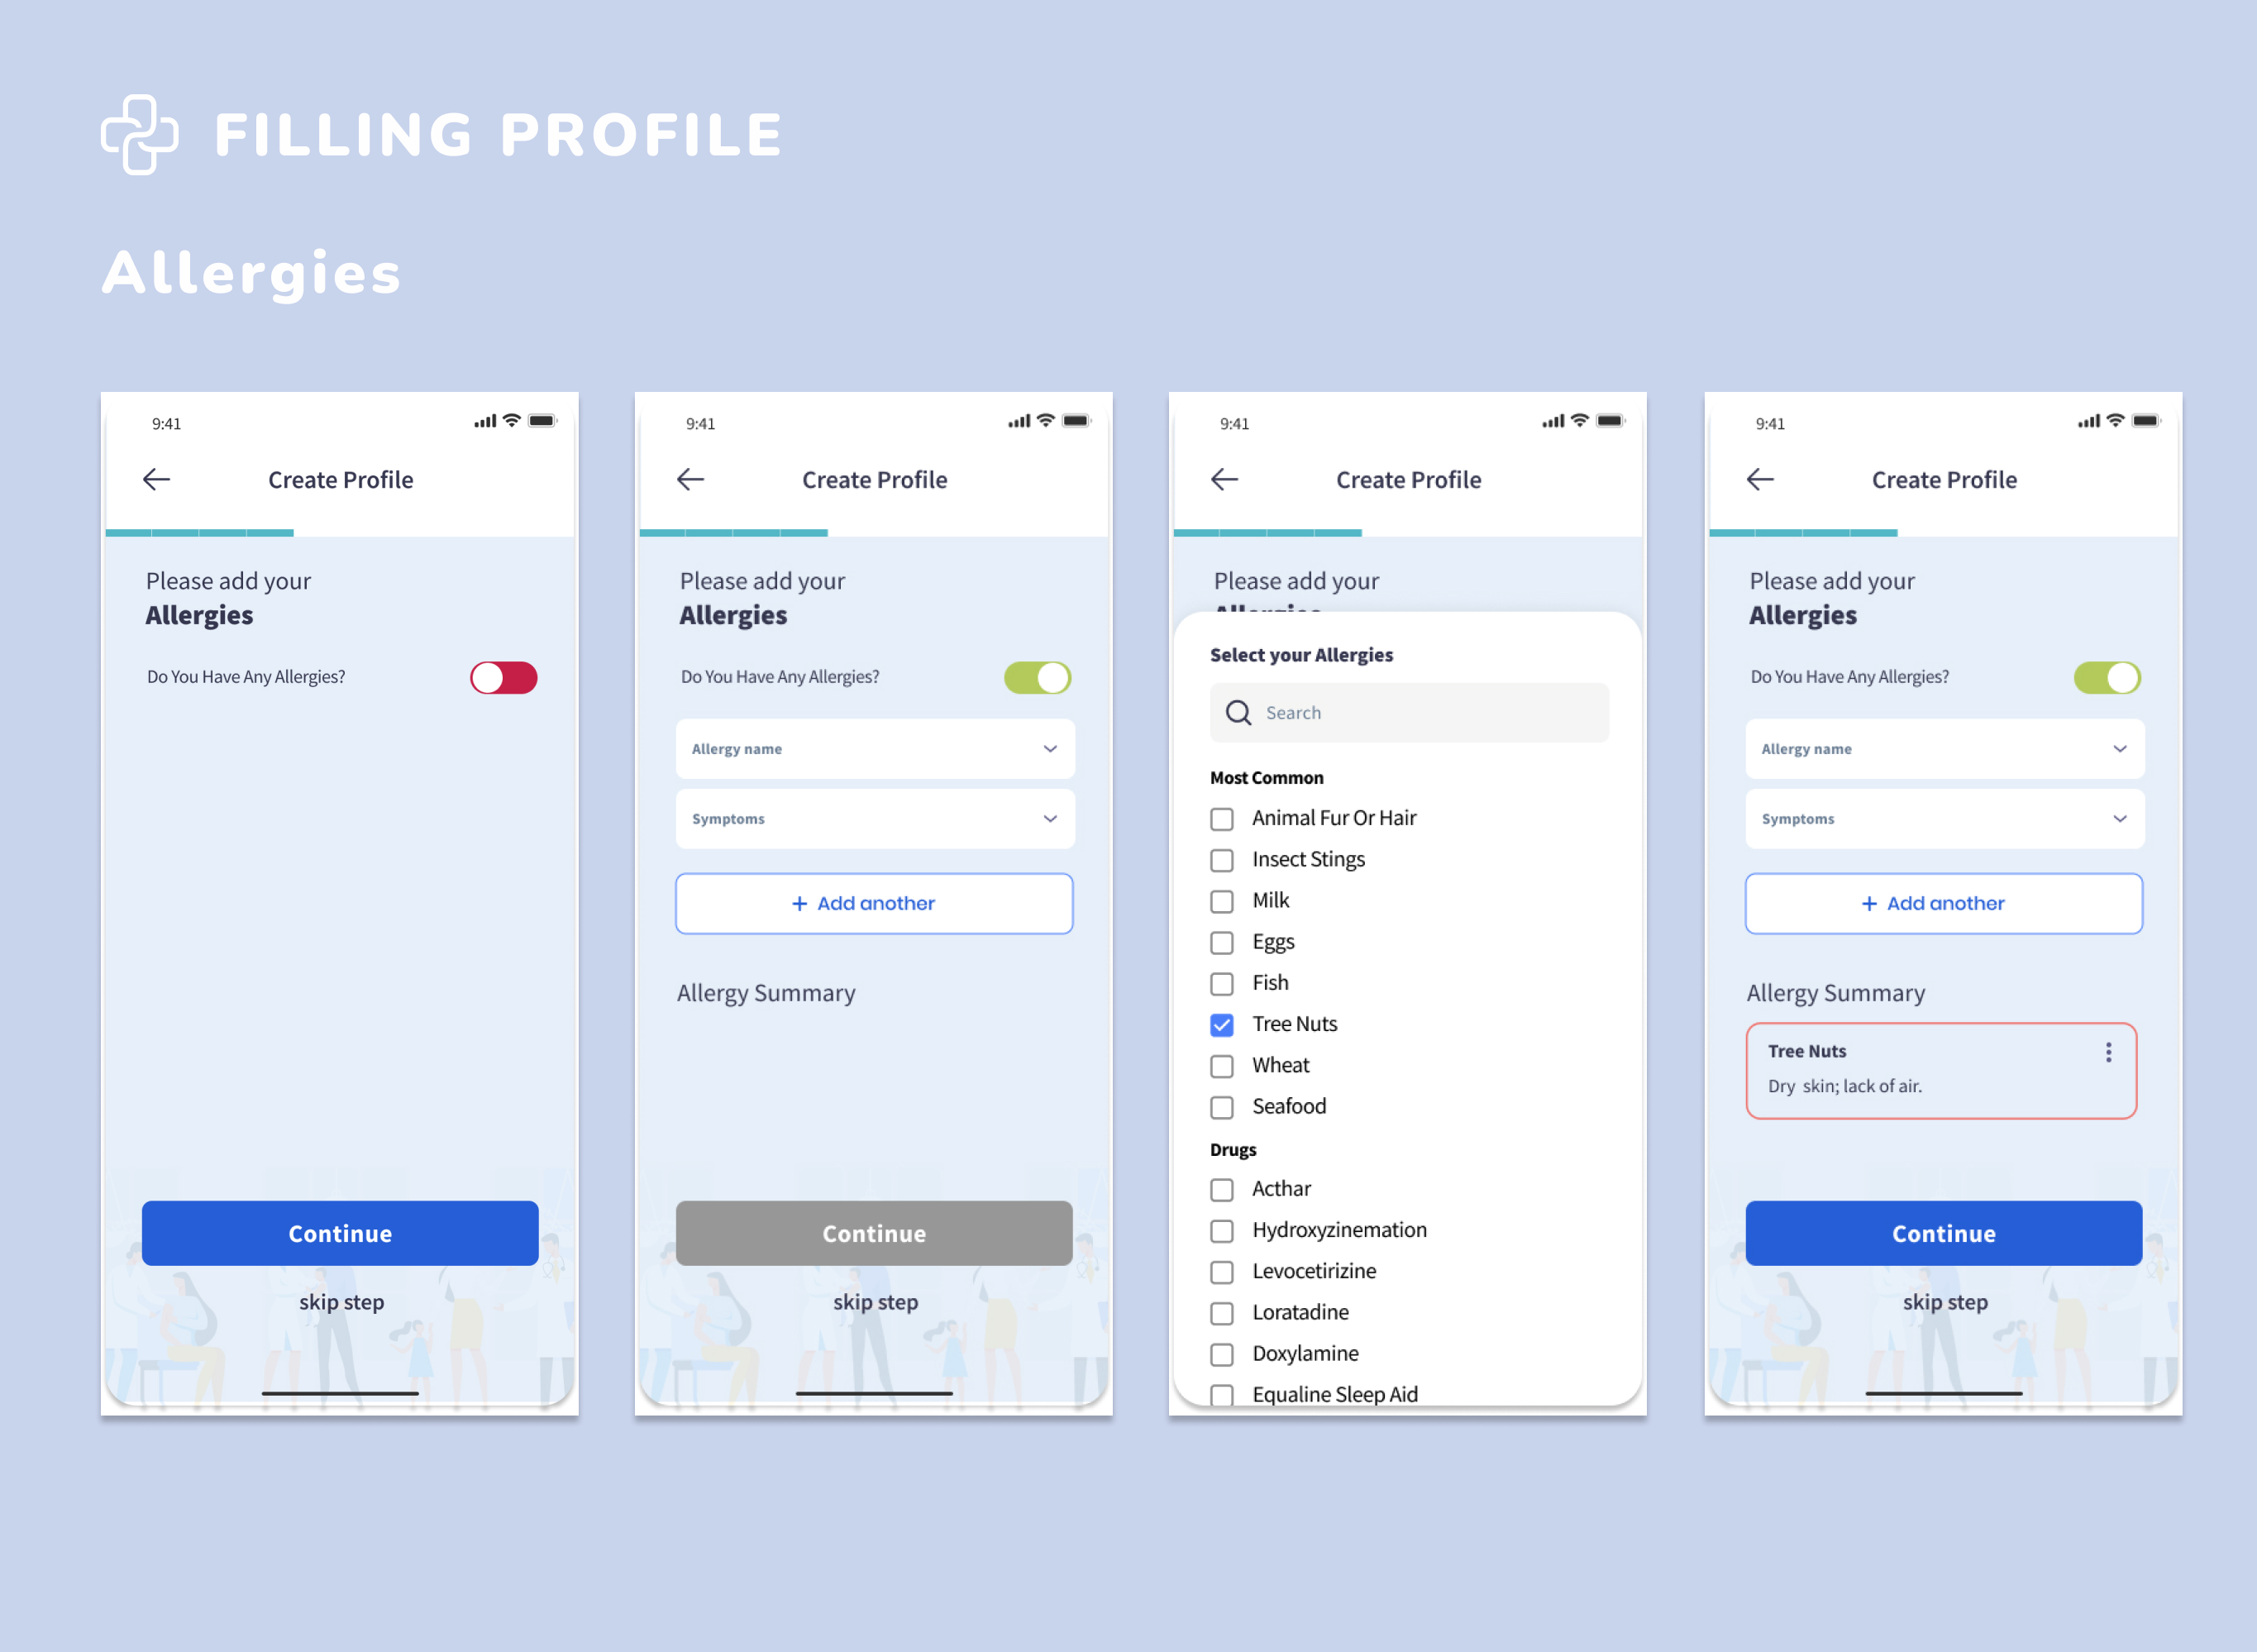 FILLING PROFILE
Allergies
9:41
Create Profile
Please add your
Allergies
Do You Have Any Allergies?
Continue
skip step
9:41
Create Profile
Please add your
Allergies
Do You Have Any Allergies?
Allergy name
Symptoms
+ Add another
Allergy Summary
Continue
skip step
9:41
Create Profile
Please add your
Allergies
Select your Allergies
Search
Most Common
Animal Fur Or Hair
Insect Stings
Milk
Eggs
Fish
Tree Nuts
Wheat
Seafood
Drugs
Acthar
Hydroxyzinemation
Levocetirizine
Loratadine
Doxylamine
Equaline Sleep Aid
9:41
Create Profile
Please add your
Allergies
Do You Have Any Allergies?
Allergy name
Symptoms
+ Add another
Allergy Summary
Tree Nuts
Dry skin; lack of air.
Continue
skip step